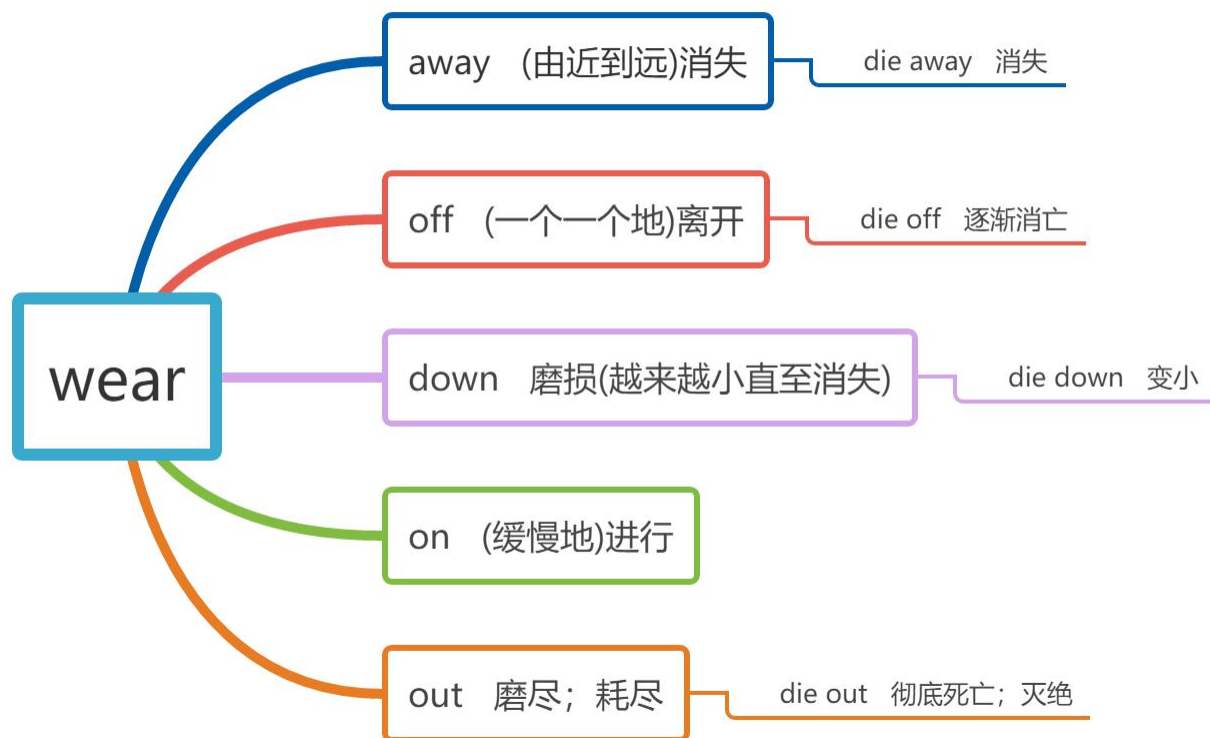 away (由近到远)消失
die away 消失
off (一个一个地)离开
die off 逐渐消亡
wear
down 磨损(越来越小直至消失)
die down 变小
on (缓慢地)进行
out 磨尽；耗尽
die out 彻底死亡；灭绝